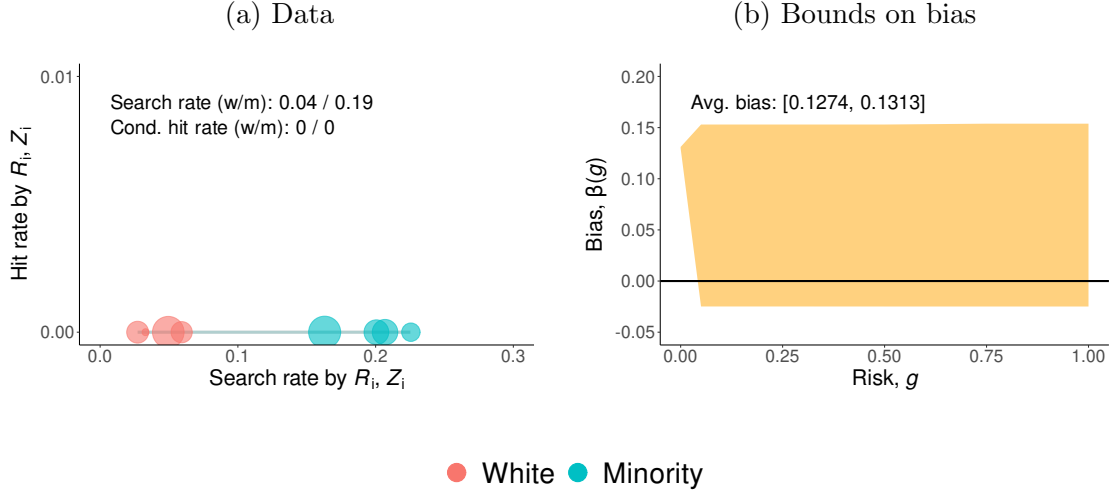 (a) Data
0.01
0.00
Hit rate by Rᵢ, Zᵢ
Search rate (w/m): 0.04 / 0.19
Cond. hit rate (w/m): 0 / 0
0.0
0.1
0.2
0.3
Search rate by Rᵢ, Zᵢ
(b) Bounds on bias
0.20
0.15
0.10
0.05
0.00
-0.05
Bias, β(g)
Avg. bias: [0.1274, 0.1313]
0.00
0.25
0.50
0.75
1.00
Risk, g
White
Minority